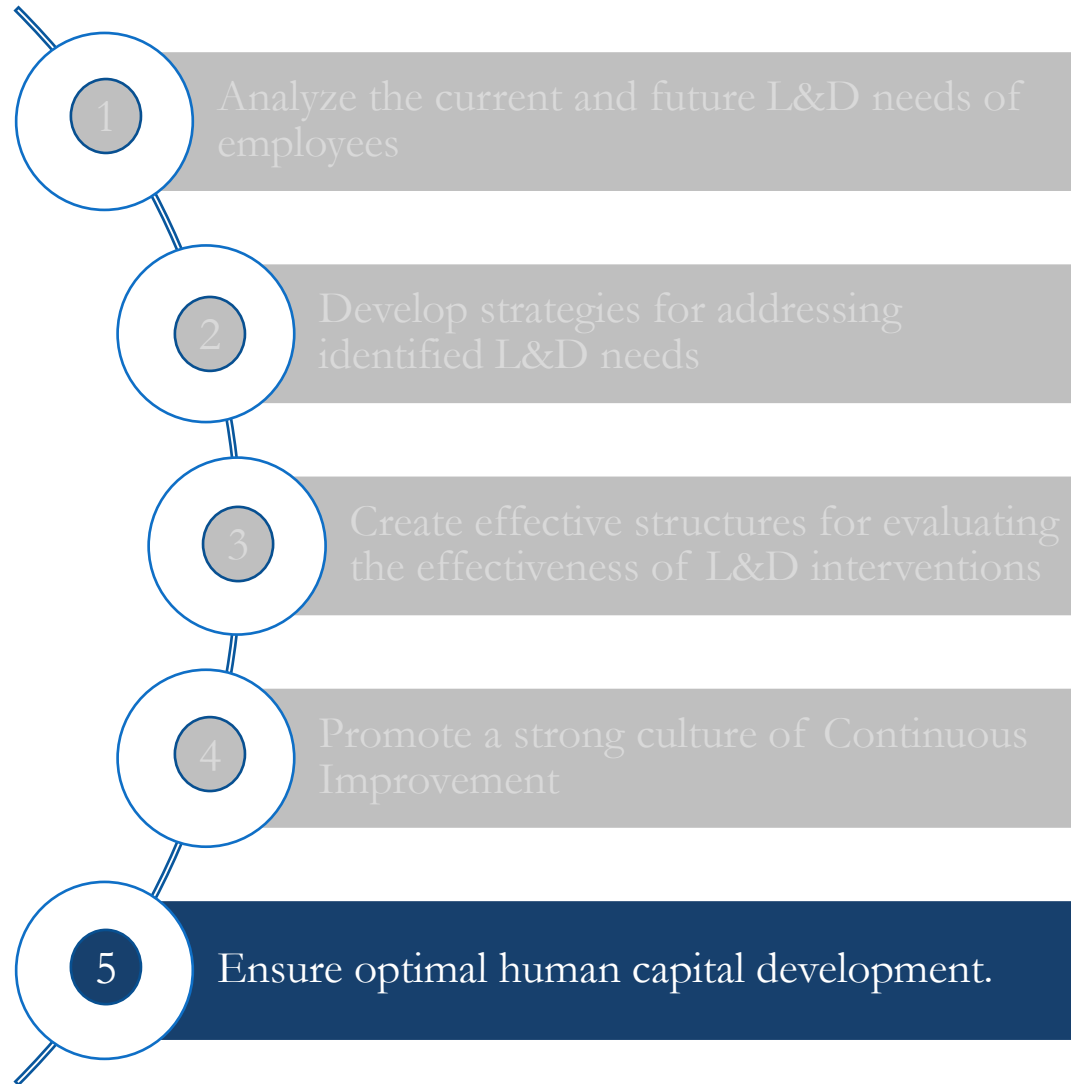 1
Analyze the current and future L&D needs of
employees
2
Develop strategies for addressing
identified L&D needs
3
Create effective structures for evaluating
the effectiveness of L&D interventions
4
Promote a strong culture of Continuous
Improvement
5
Ensure optimal human capital development.